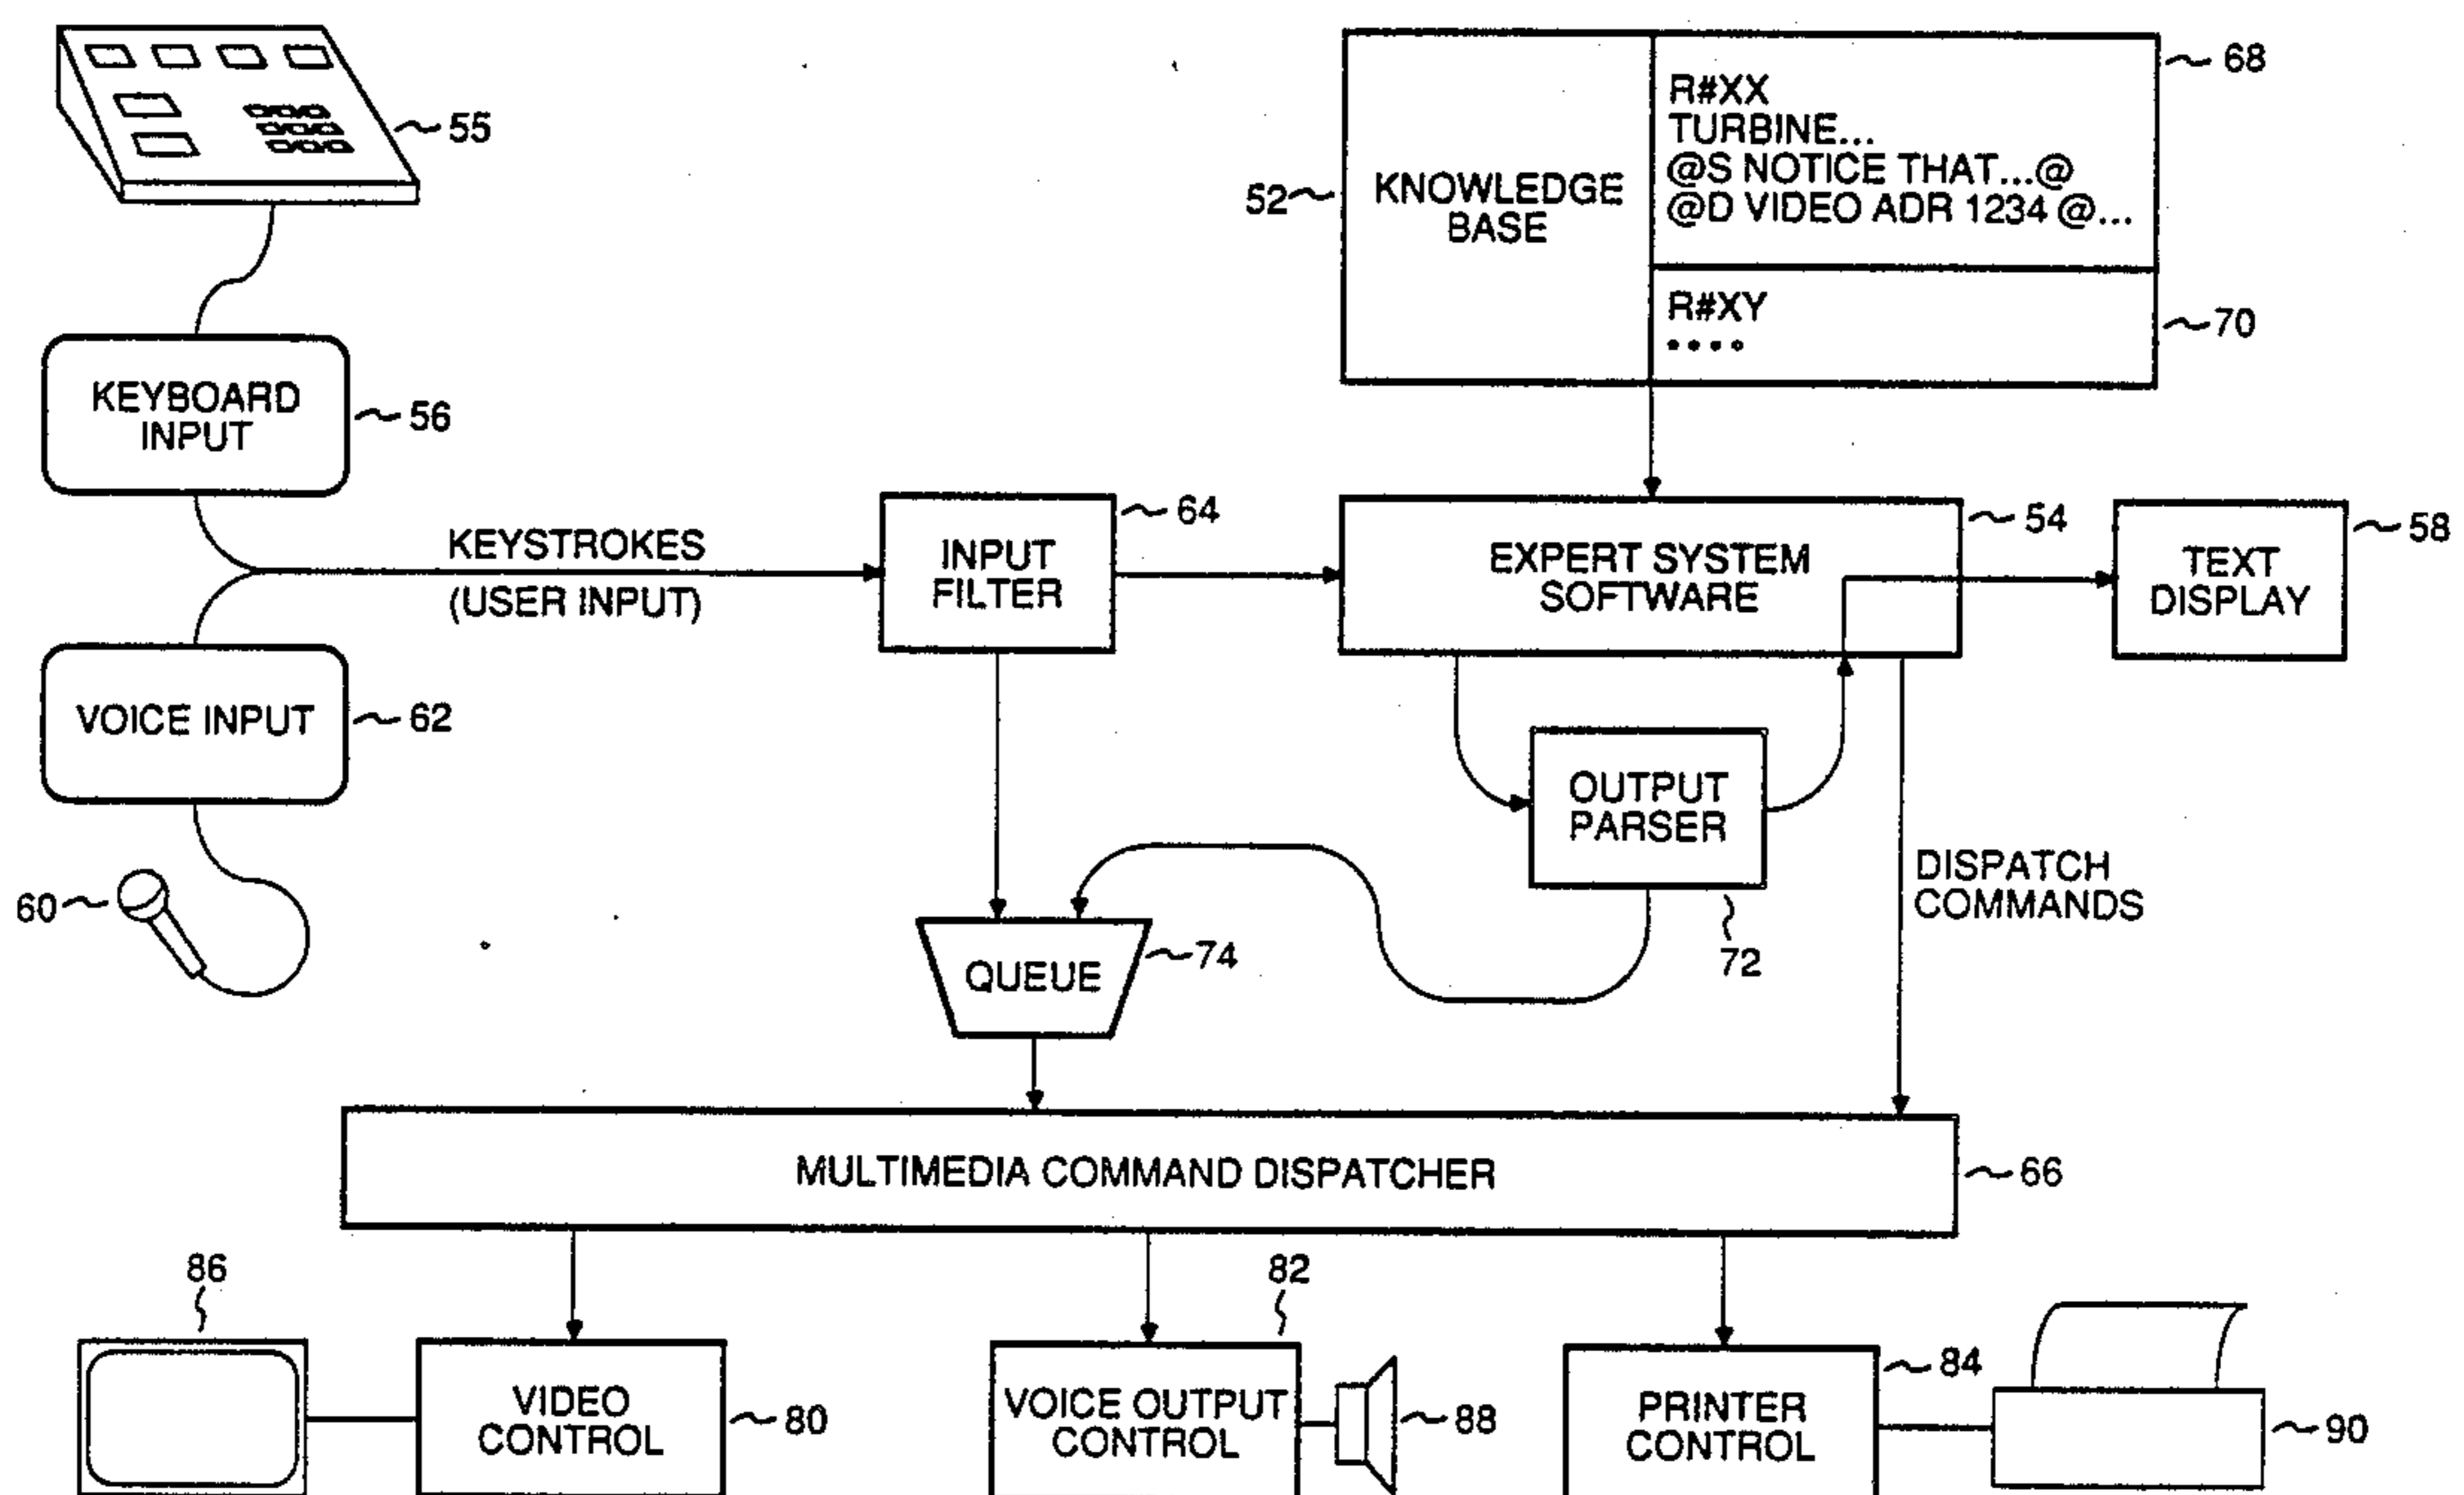 55
KEYBOARD
INPUT
56
KEYSTROKES
(USER INPUT)
VOICE INPUT
62
60
INPUT
FILTER
64
52
KNOWLEDGE
BASE
R#XX
TURBINE...
@S NOTICE THAT...@
@D VIDEO ADR 1234 @...
68
R#XY
••••
70
EXPERT SYSTEM
SOFTWARE
54
TEXT
DISPLAY
58
OUTPUT
PARSER
72
DISPATCH
COMMANDS
QUEUE
74
MULTIMEDIA COMMAND DISPATCHER
66
86
VIDEO
CONTROL
80
82
VOICE OUTPUT
CONTROL
88
PRINTER
CONTROL
84
90